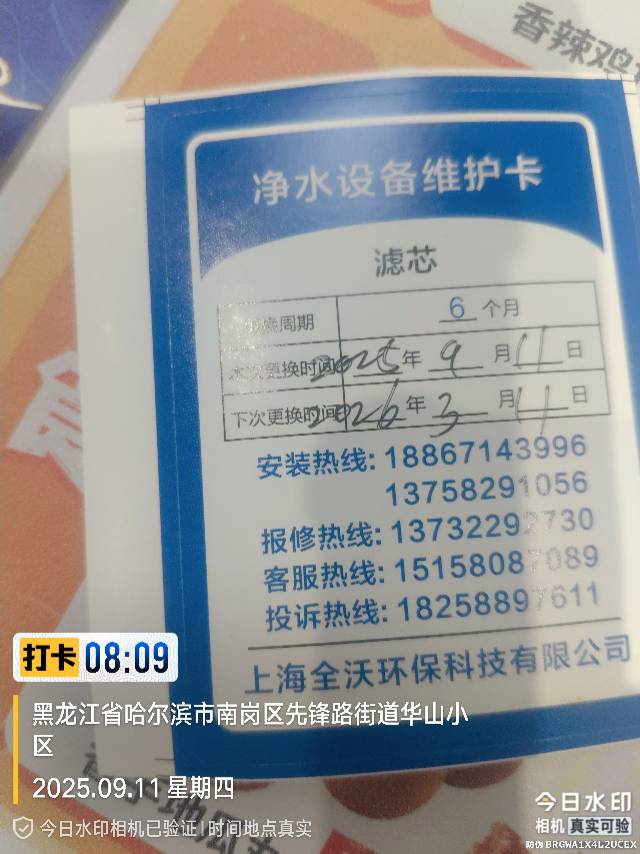 香辣鸡
净水设备维护卡
滤芯
换周期 6 个月
本次更换时间 2025 年 9 月 11 日
下次更换时间 2026 年 3 月 11 日
安装热线: 18867143996
13758291056
报修热线: 13732292730
客服热线: 15158087089
投诉热线: 18258897611
上海全沃环保科技有限公司
打卡 08:09
黑龙江省哈尔滨市南岗区先锋路街道华山小
区
2025.09.11 星期四
今日水印相机已验证 | 时间地点真实
今日水印
相机 真实可验
防伪 BRGWA1X4L2UCEX